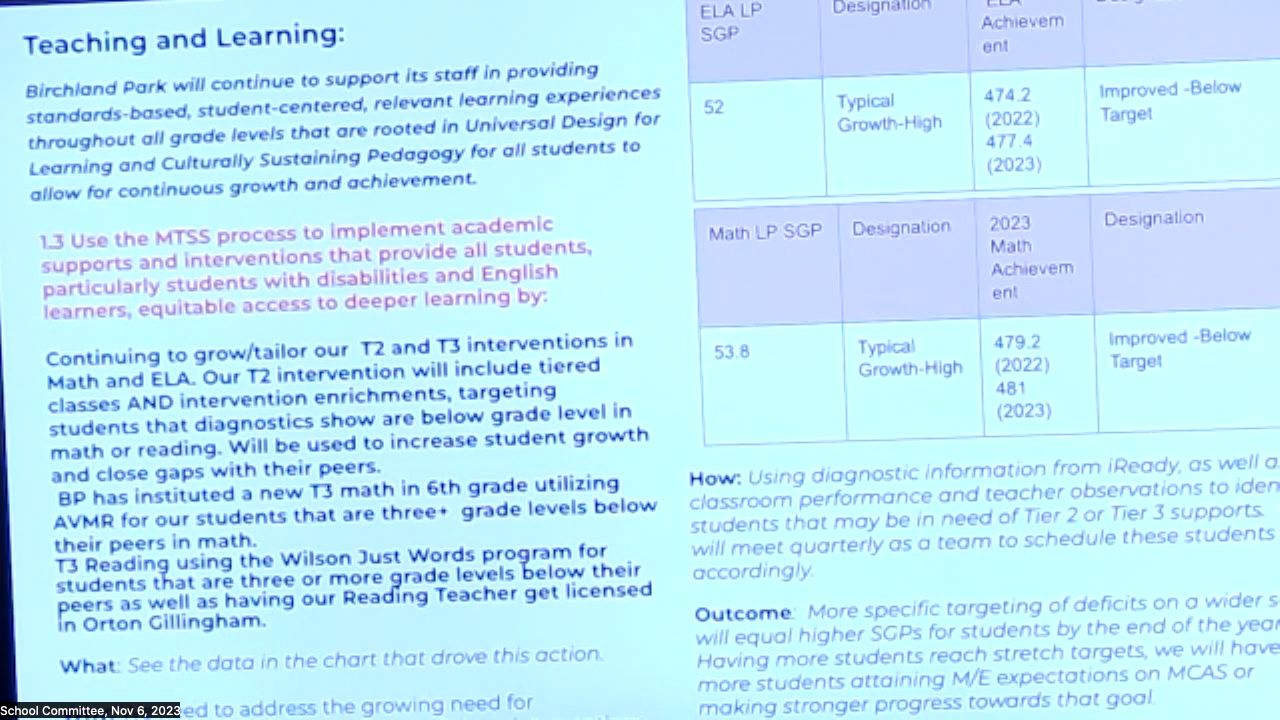 Teaching and Learning:
Birchland Park will continue to support its staff in providing
standards-based, student-centered, relevant learning experiences
throughout all grade levels that are rooted in Universal Design for
Learning and Culturally Sustaining Pedagogy for all students to
allow for continuous growth and achievement.
1.3 Use the MTSS process to implement academic
supports and interventions that provide all students,
particularly students with disabilities and English
learners, equitable access to deeper learning by:
Continuing to grow/tailor our T2 and T3 interventions in
Math and ELA. Our T2 intervention will include tiered
classes AND intervention enrichments, targeting
students that diagnostics show are below grade level in
math or reading. Will be used to increase student growth
and close gaps with their peers.
BP has instituted a new T3 math in 6th grade utilizing
AVMR for our students that are three+ grade levels below
their peers in math.
T3 Reading using the Wilson Just Words program for
students that are three or more grade levels below their
peers as well as having our Reading Teacher get licensed
in Orton Gillingham.
What: See the data in the chart that drove this action.
to address the growing need for
ELA LP
SGP
Designation
ELA
Achievem
ent
52
Typical
Growth-High
474.2
(2022)
477.4
(2023)
Improved -Below
Target
Math LP SGP
Designation
2023
Math
Achievem
ent
Designation
53.8
Typical
Growth-High
479.2
(2022)
481
(2023)
Improved -Below
Target
How: Using diagnostic information from iReady, as well a
classroom performance and teacher observations to iden
students that may be in need of Tier 2 or Tier 3 supports.
will meet quarterly as a team to schedule these students
accordingly.
Outcome: More specific targeting of deficits on a wider s
will equal higher SGPs for students by the end of the year
Having more students reach stretch targets, we will have
more students attaining M/E expectations on MCAS or
making stronger progress towards that goal.
School Committee, Nov 6, 2023